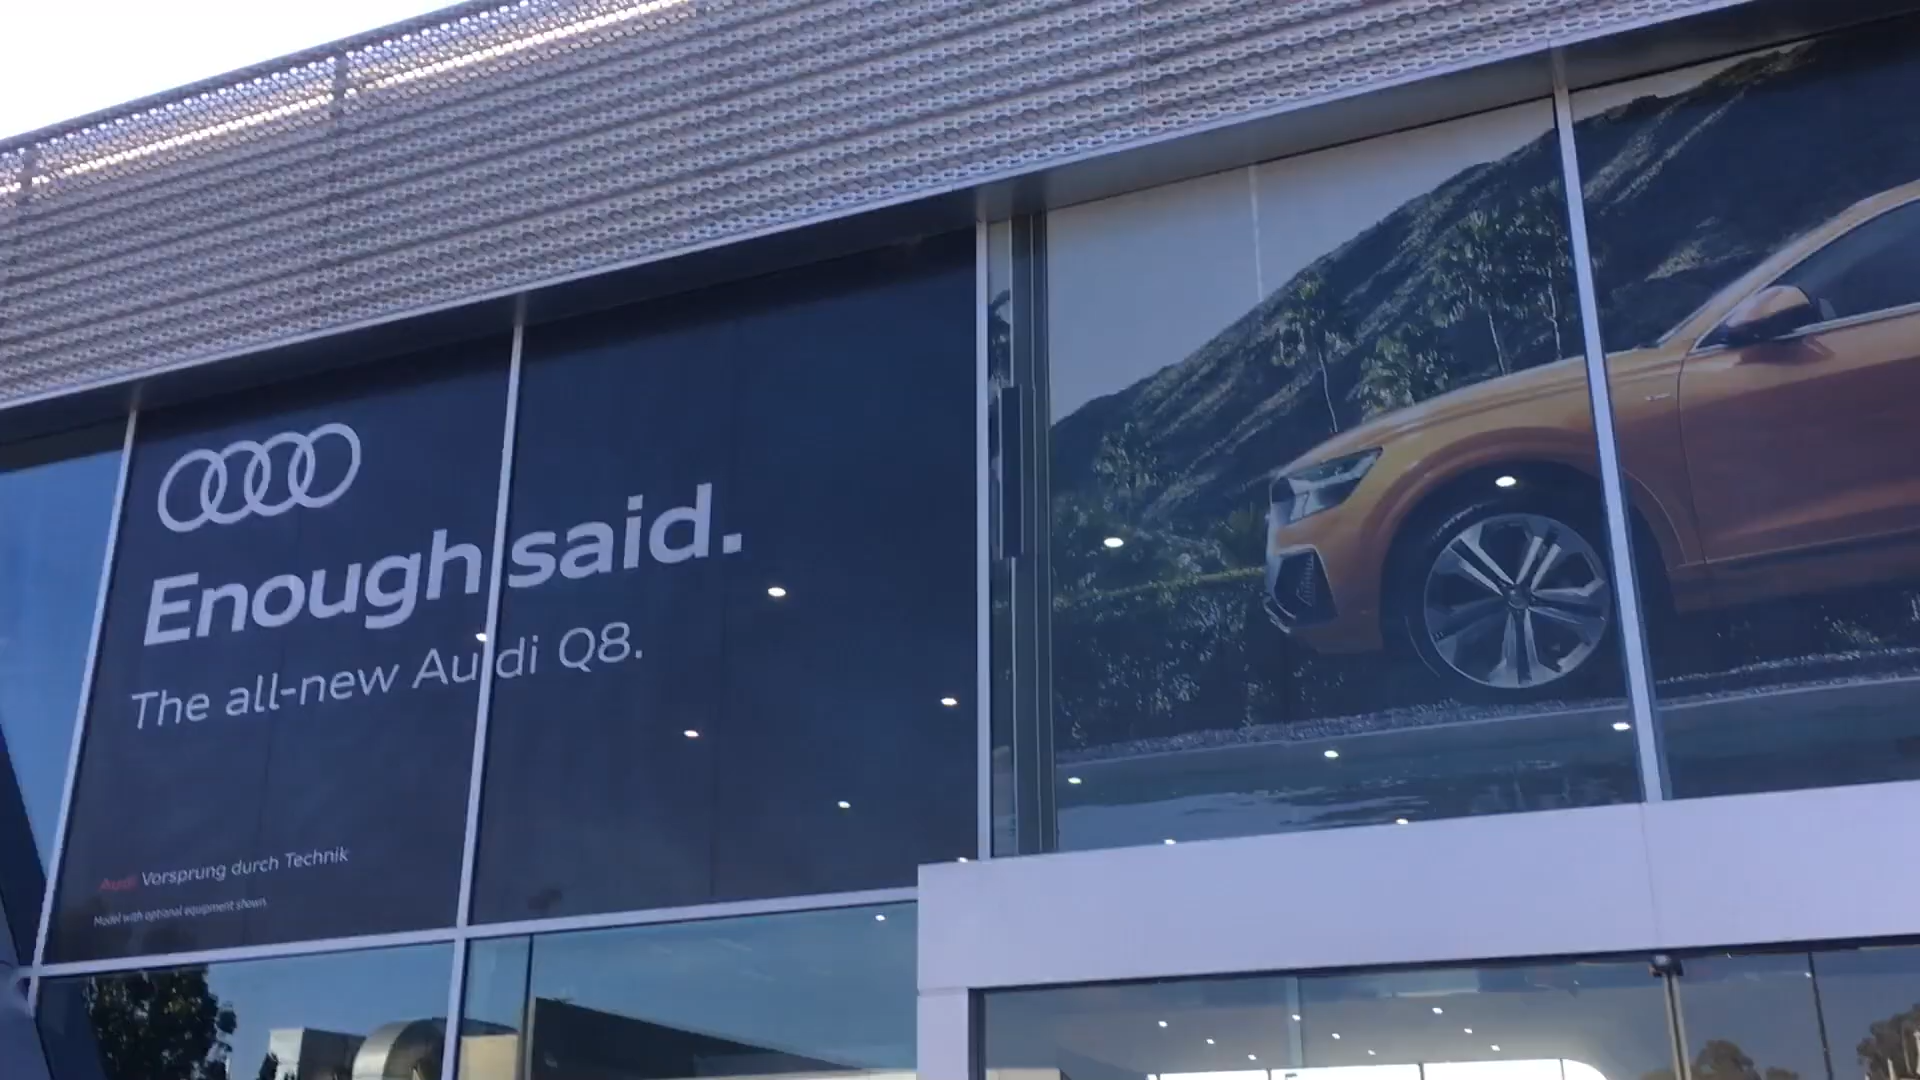 Enough said.
The all-new Audi Q8.
Audi Vorsprung durch Technik
Model with optional equipment shown.